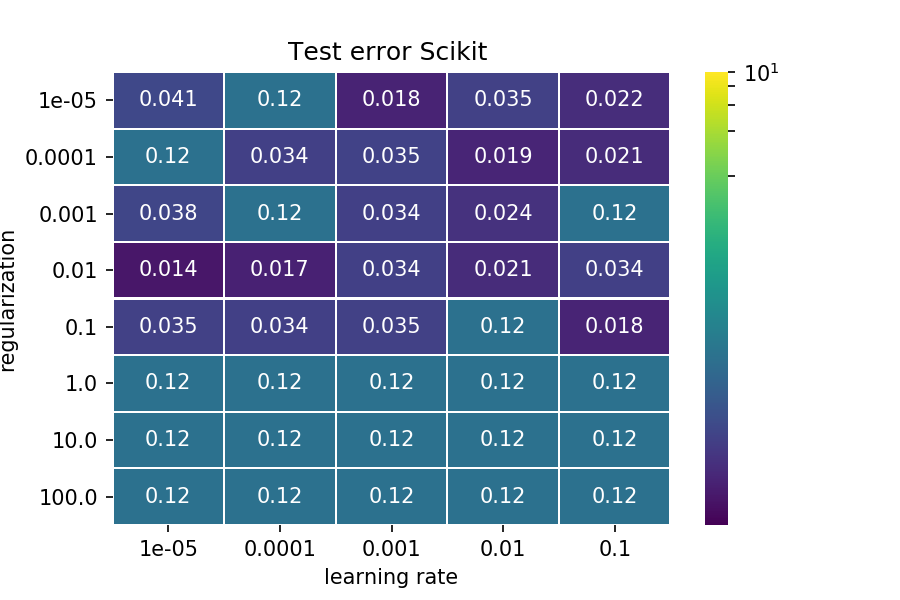 Test error Scikit
10¹
1e-05 0.041 0.12 0.018 0.035 0.022
0.0001 0.12 0.034 0.035 0.019 0.021
0.001 0.038 0.12 0.034 0.024 0.12
0.01 0.014 0.017 0.034 0.021 0.034
0.1 0.035 0.034 0.035 0.12 0.018
1.0 0.12 0.12 0.12 0.12 0.12
10.0 0.12 0.12 0.12 0.12 0.12
100.0 0.12 0.12 0.12 0.12 0.12
regularization
1e-05 0.0001 0.001 0.01 0.1
learning rate